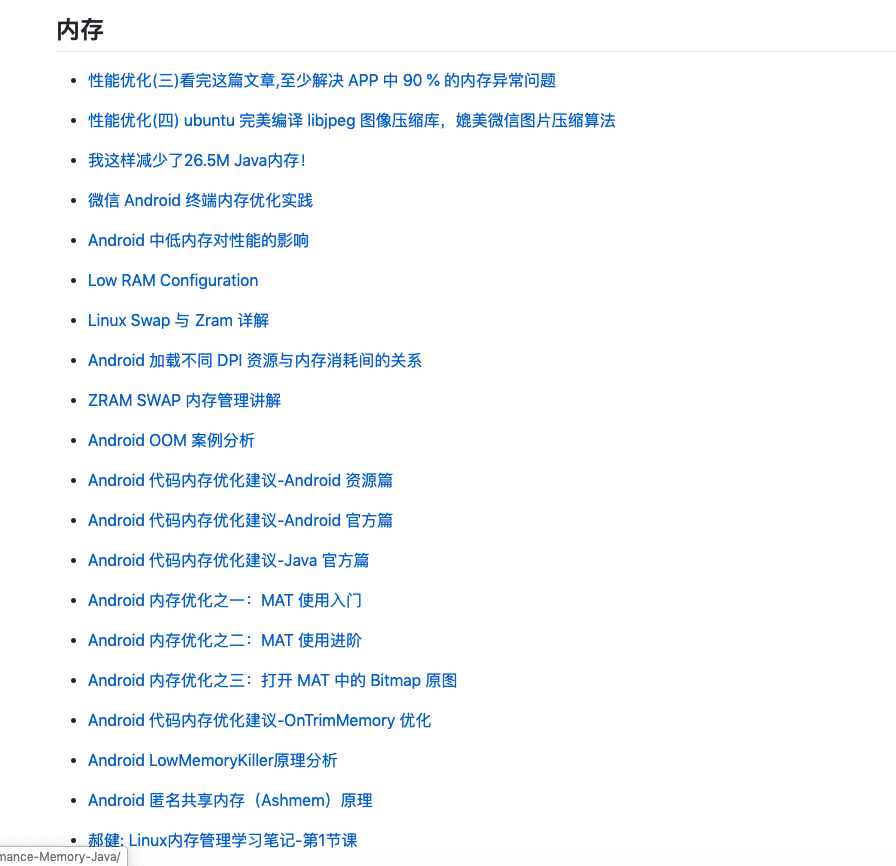 内存
性能优化(三)看完这篇文章,至少解决 APP 中 90 % 的内存异常问题
性能优化(四) ubuntu 完美编译 libjpeg 图像压缩库，媲美微信图片压缩算法
我这样减少了26.5M Java内存！
微信 Android 终端内存优化实践
Android 中低内存对性能的影响
Low RAM Configuration
Linux Swap 与 Zram 详解
Android 加载不同 DPI 资源与内存消耗间的关系
ZRAM SWAP 内存管理讲解
Android OOM 案例分析
Android 代码内存优化建议-Android 资源篇
Android 代码内存优化建议-Android 官方篇
Android 代码内存优化建议-Java 官方篇
Android 内存优化之一：MAT 使用入门
Android 内存优化之二：MAT 使用进阶
Android 内存优化之三：打开 MAT 中的 Bitmap 原图
Android 代码内存优化建议-OnTrimMemory 优化
Android LowMemoryKiller原理分析
Android 匿名共享内存（Ashmem）原理
郝健: Linux内存管理学习笔记-第1节课
mance-Memory-Java/